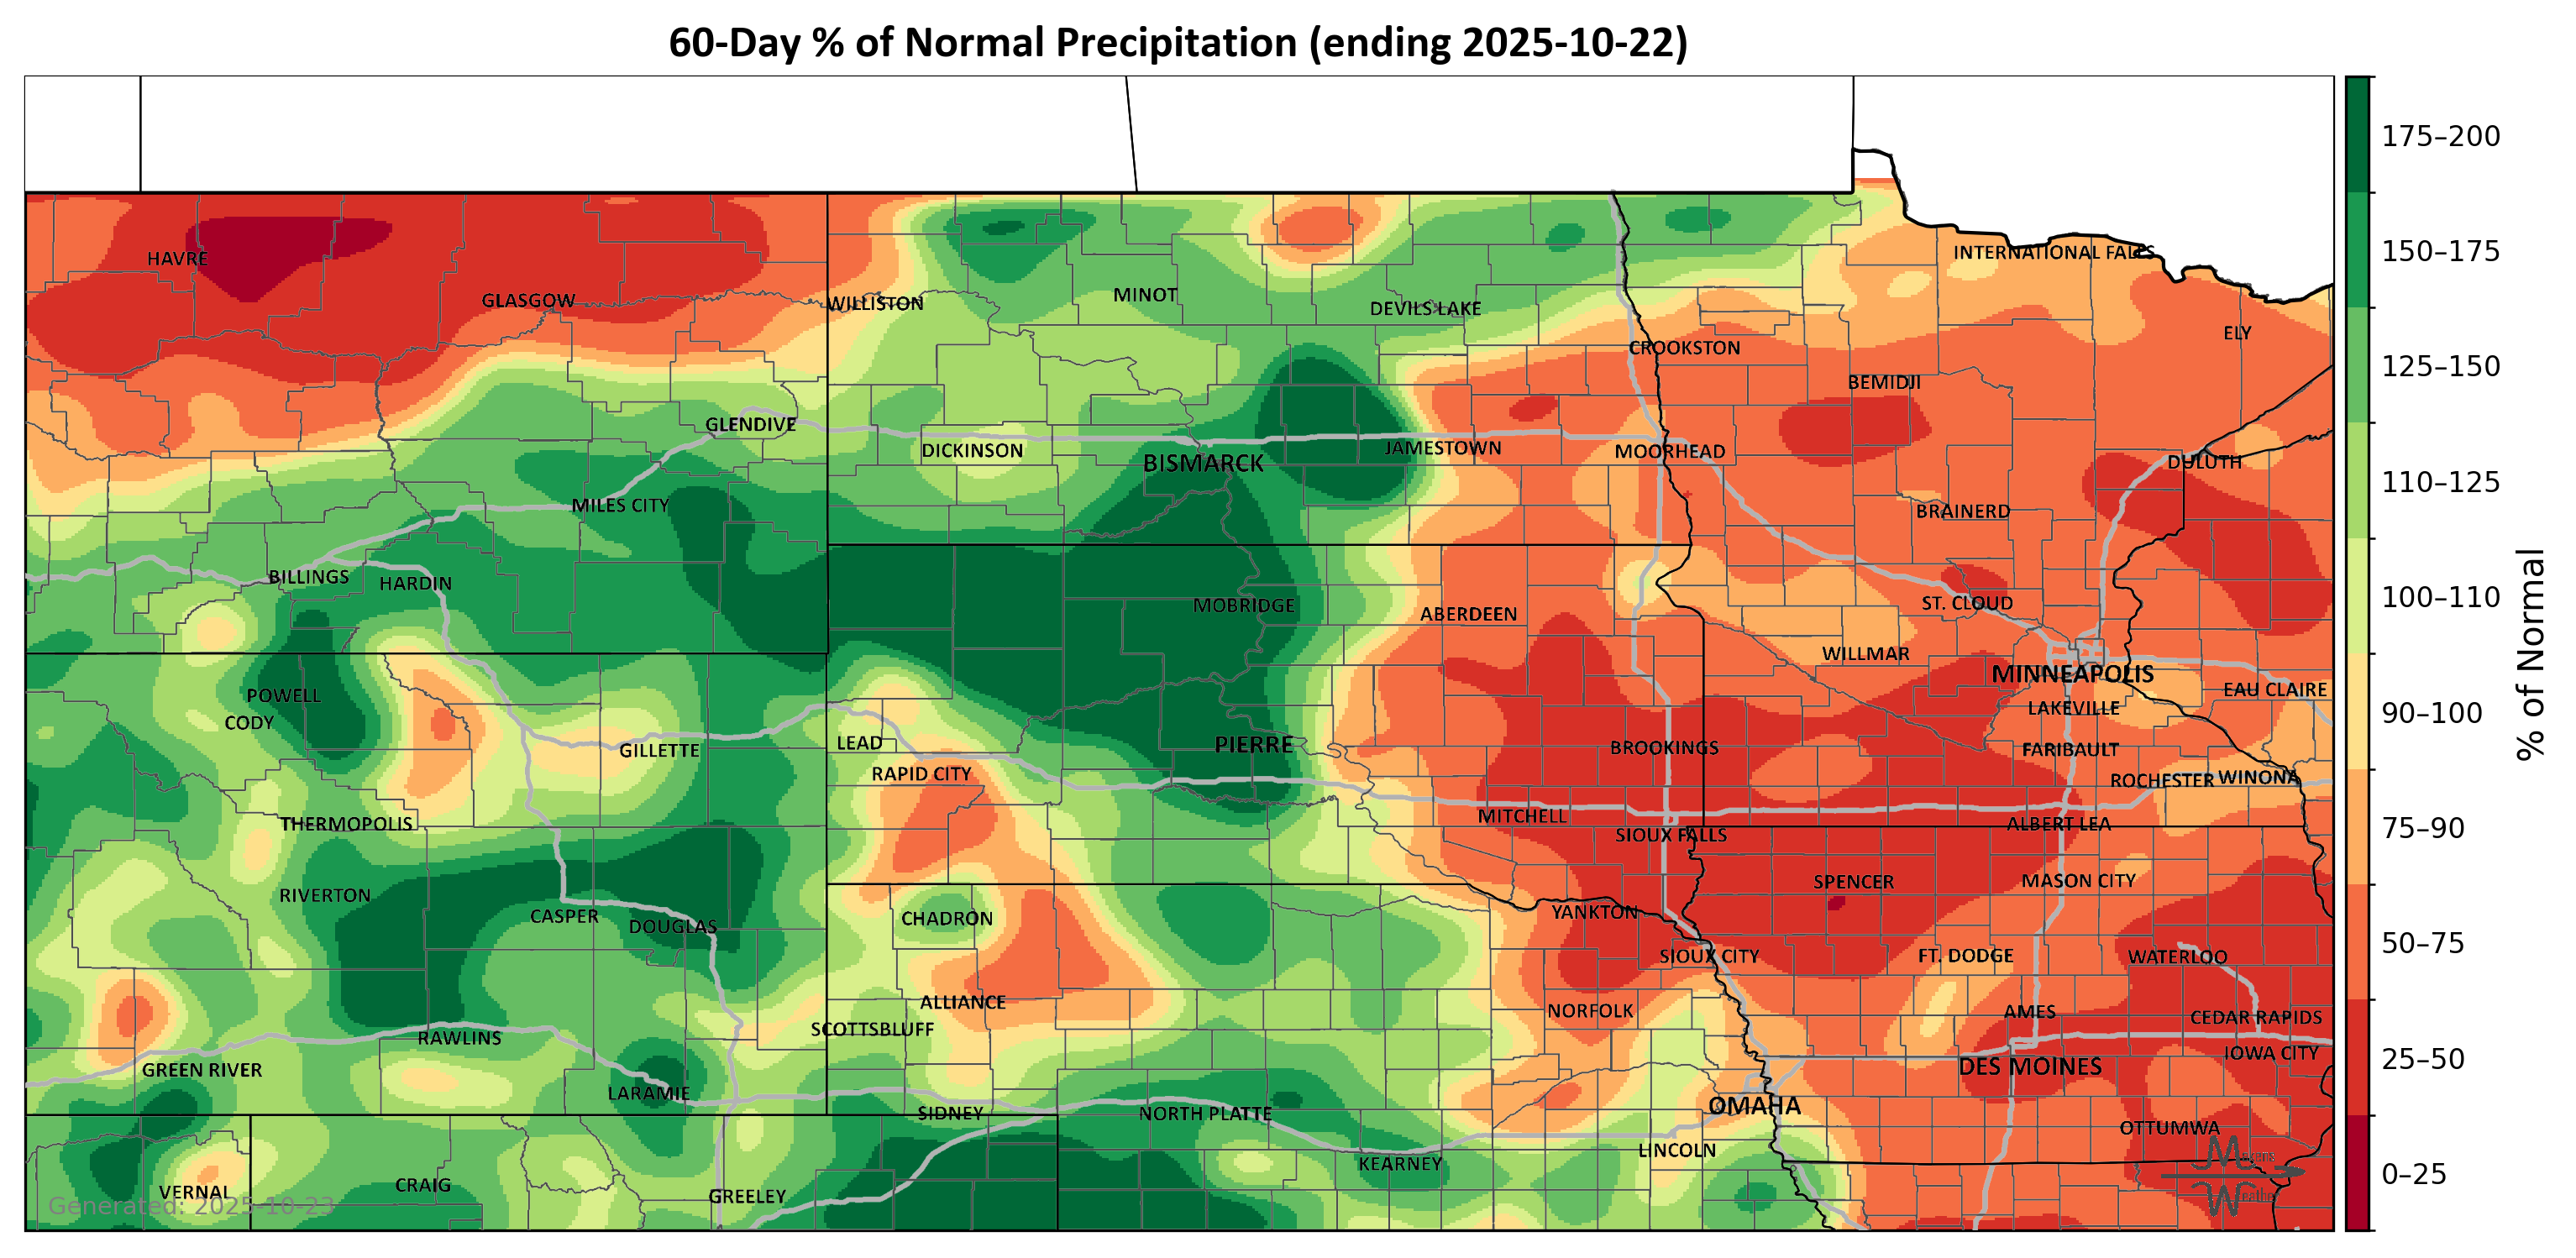 60-Day % of Normal Precipitation (ending 2025-10-22)
175–200
INTERNATIONAL FALLS
150–175
HAVRE
MINOT
GLASGOW
WILLISTON
DEVILS LAKE
ELY
CROOKSTON
125–150
BEMIDJI
GLENDIVE
DICKINSON
JAMESTOWN
MOORHEAD
BISMARCK
DULUTH
110–125
MILES CITY
BRAINERD
BILLINGS
HARDIN
100–110
MOBRIDGE
ABERDEEN
ST. CLOUD
WILLMAR
MINNEAPOLIS
POWELL
EAU CLAIRE
CODY
LAKEVILLE
90–100
% of Normal
GILLETTE
LEAD
PIERRE
BROOKINGS
FARIBAULT
RAPID CITY
ROCHESTER
WINONA
THERMOPOLIS
MITCHELL
ALBERT LEA
75–90
SIOUX FALLS
RIVERTON
SPENCER
MASON CITY
CASPER
DOUGLAS
CHADRON
YANKTON
50–75
SIOUX CITY
FT. DODGE
WATERLOO
ALLIANCE
NORFOLK
AMES
SCOTTSBLUFF
CEDAR RAPIDS
RAWLINS
IOWA CITY
25–50
GREEN RIVER
DES MOINES
LARAMIE
SIDNEY
NORTH PLATTE
OMAHA
OTTUMWA
LINCOLN
KEARNEY
0–25
VERNAL
CRAIG
GREELEY
Generated: 2025-10-23